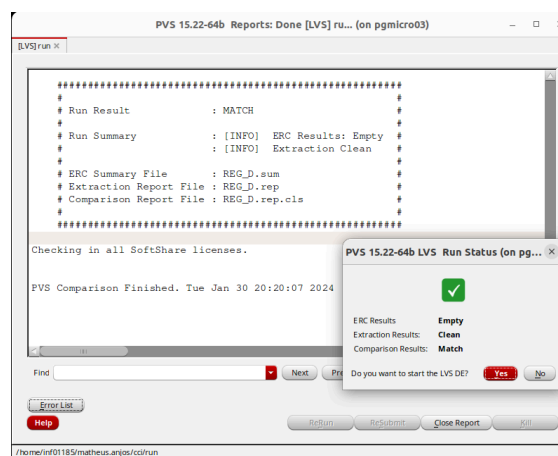 PVS 15.22-64b Reports: Done [LVS] ru... (on pgmicro03)
[LVS] run
########################################################
# #
# Run Result : MATCH #
# #
# Run Summary : [INFO] ERC Results: Empty #
# : [INFO] Extraction Clean #
# #
# ERC Summary File : REG_D.sum #
# Extraction Report File : REG_D.rep #
# Comparison Report File : REG_D.rep.cls #
# #
########################################################
Checking in all SoftShare licenses.
PVS Comparison Finished. Tue Jan 30 20:20:07 2024
PVS 15.22-64b LVS Run Status (on pg...
ERC Results Empty
Extraction Results: Clean
Comparison Results: Match
Do you want to start the LVS DE? Yes No
Find Next Pre
Error List
Help ReRun ReSubmit Close Report Kill
/home/inf01185/matheus.anjos/cci/run